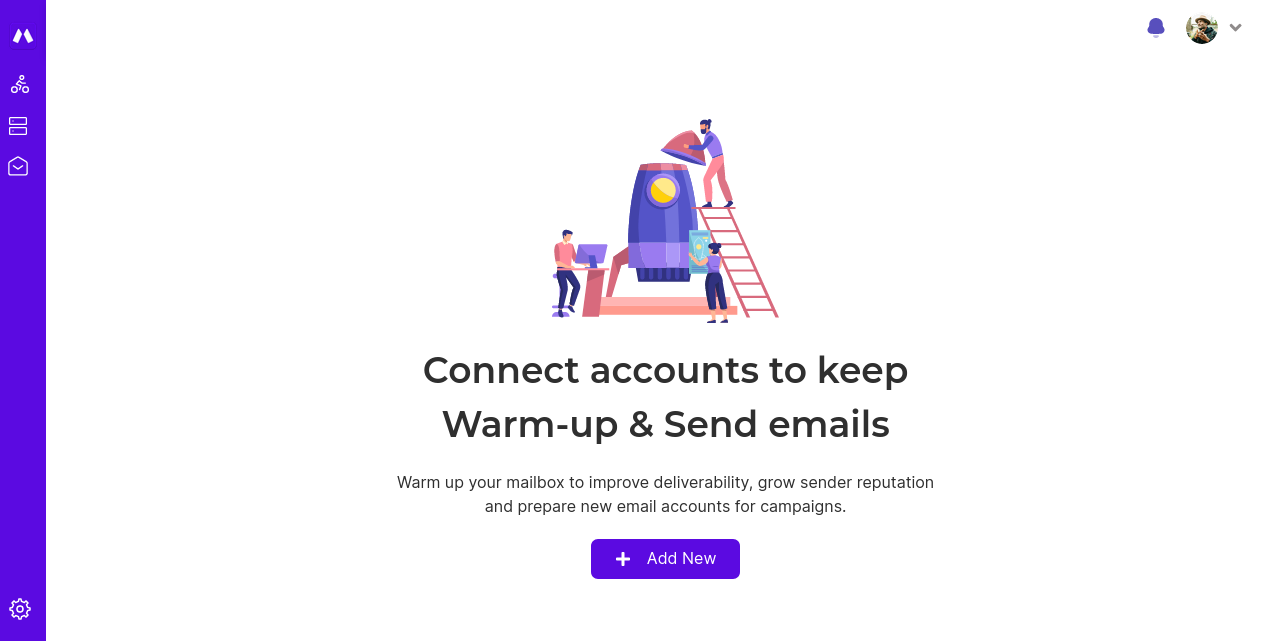 Connect accounts to keep
Warm-up & Send emails
Warm up your mailbox to improve deliverability, grow sender reputation
and prepare new email accounts for campaigns.
Add New